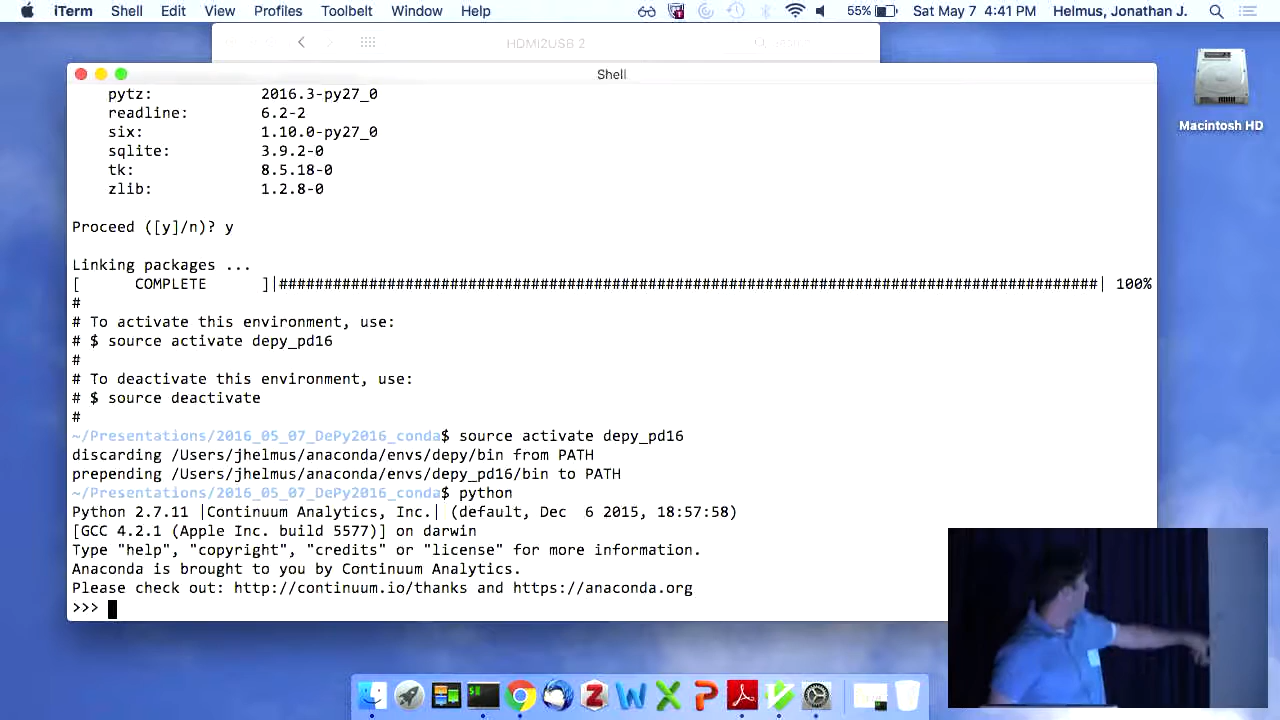 iTerm Shell Edit View Profiles Toolbelt Window Help 55% Sat May 7 4:41 PM Helmus, Jonathan J.
HDMI2USB 2
Shell
Macintosh HD
pytz: 2016.3-py27_0
readline: 6.2-2
six: 1.10.0-py27_0
sqlite: 3.9.2-0
tk: 8.5.18-0
zlib: 1.2.8-0
Proceed ([y]/n)? y
Linking packages ...
[ COMPLETE ]|###########################################################################################| 100%
#
# To activate this environment, use:
# $ source activate depy_pd16
#
# To deactivate this environment, use:
# $ source deactivate
#
~/Presentations/2016_05_07_DePy2016_conda$ source activate depy_pd16
discarding /Users/jhelmus/anaconda/envs/depy/bin from PATH
prepending /Users/jhelmus/anaconda/envs/depy_pd16/bin to PATH
~/Presentations/2016_05_07_DePy2016_conda$ python
Python 2.7.11 |Continuum Analytics, Inc.| (default, Dec  6 2015, 18:57:58)
[GCC 4.2.1 (Apple Inc. build 5577)] on darwin
Type "help", "copyright", "credits" or "license" for more information.
Anaconda is brought to you by Continuum Analytics.
Please check out: http://continuum.io/thanks and https://anaconda.org
>>>